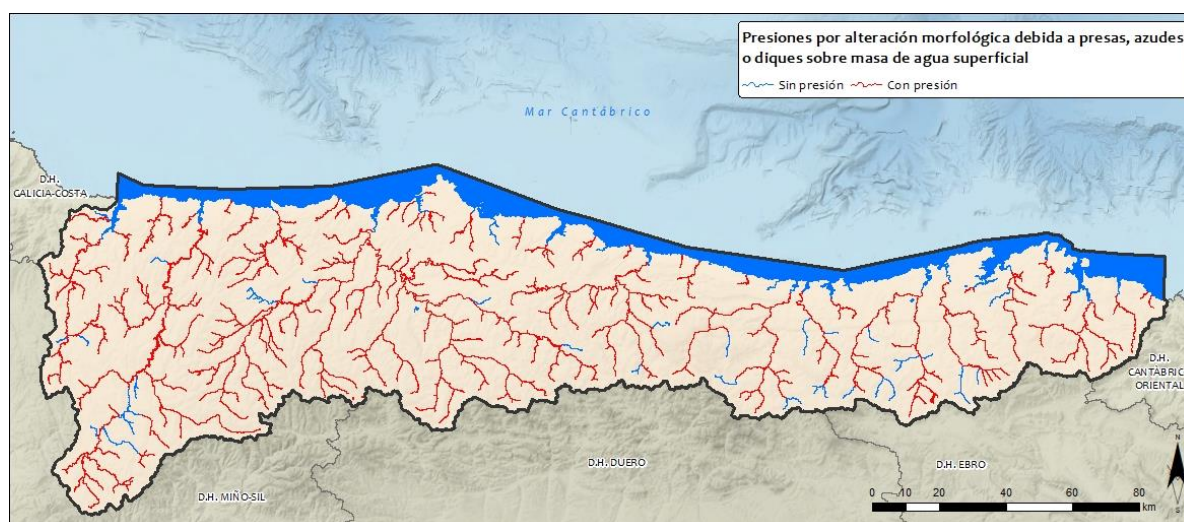 Presiones por alteración morfológica debida a presas, azudes
o diques sobre masa de agua superficial
Sin presión Con presión
Mar Cantábrico
D.H.
GALICIA-COSTA
D.H.
CANTÁBRIC
ORIENTAL
D.H. DUERO
D.H. EBRO
D.H. MIÑO-SIL
N
S
0 10 20 40 60 80
km